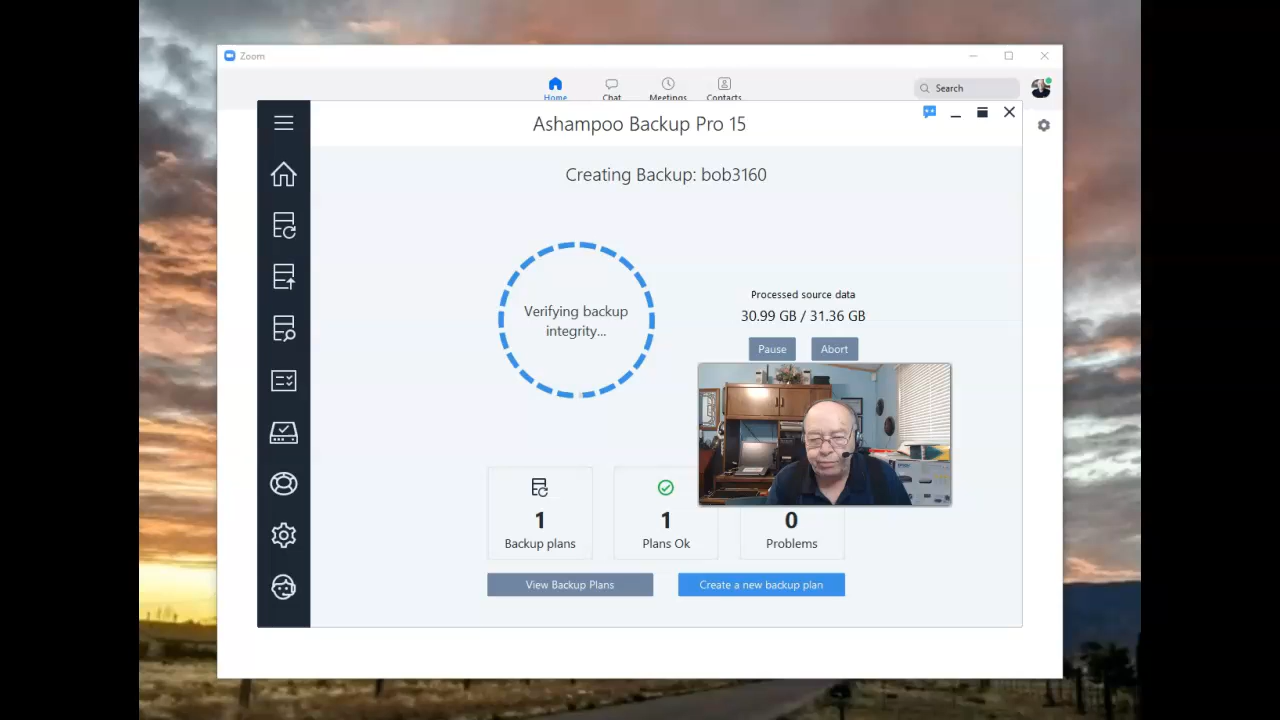 Zoom
Home
Chat
Meetings
Contacts
Search
Ashampoo Backup Pro 15
Creating Backup: bob3160
Verifying backup
integrity...
Processed source data
30.99 GB / 31.36 GB
Pause
Abort
1
Backup plans
1
Plans Ok
0
Problems
View Backup Plans
Create a new backup plan